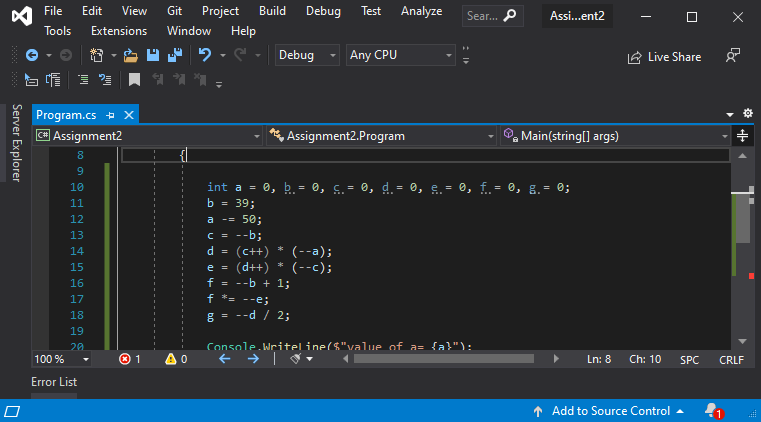 File Edit View Git Project Build Debug Test Analyze
Tools Extensions Window Help
Sear...
Assi...ent2
Debug Any CPU
Live Share
Server Explorer
Program.cs
C# Assignment2 Assignment2.Program Main(string[] args)
8 {
9
10 int a = 0, b = 0, c = 0, d = 0, e = 0, f = 0, g = 0;
11 b = 39;
12 a -= 50;
13 c = --b;
14 d = (c++) * (--a);
15 e = (d++) * (--c);
16 f = --b + 1;
17 f *= --e;
18 g = --d / 2;
19
20 Console.WriteLine($"value of a= {a}");
100 % 1 0 Ln: 8 Ch: 10 SPC CRLF
Error List
Add to Source Control 1